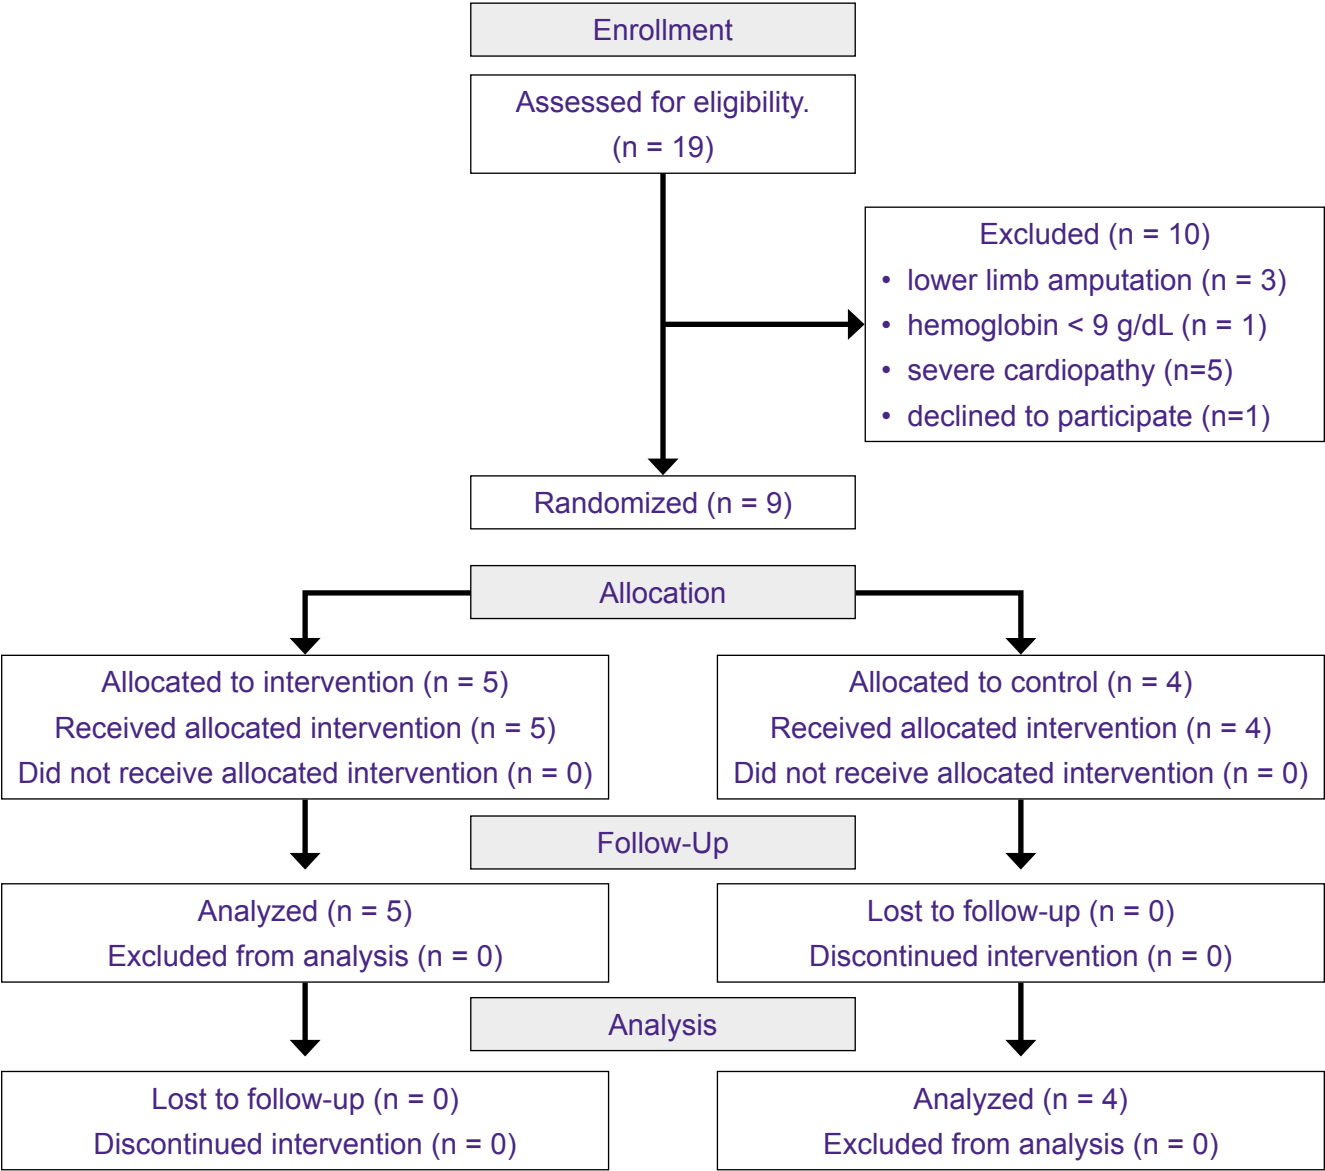 Enrollment
Assessed for eligibility.
(n = 19)
Excluded (n = 10)
• lower limb amputation (n = 3)
• hemoglobin < 9 g/dL (n = 1)
• severe cardiopathy (n=5)
• declined to participate (n=1)
Randomized (n = 9)
Allocation
Allocated to intervention (n = 5)
Received allocated intervention (n = 5)
Did not receive allocated intervention (n = 0)
Allocated to control (n = 4)
Received allocated intervention (n = 4)
Did not receive allocated intervention (n = 0)
Follow-Up
Analyzed (n = 5)
Excluded from analysis (n = 0)
Lost to follow-up (n = 0)
Discontinued intervention (n = 0)
Analysis
Lost to follow-up (n = 0)
Discontinued intervention (n = 0)
Analyzed (n = 4)
Excluded from analysis (n = 0)